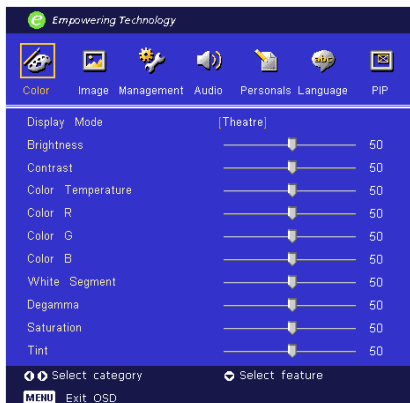 Empowering Technology
Color Image Management Audio Personals Language PIP
Display Mode [Theatre]
Brightness 50
Contrast 50
Color Temperature 50
Color R 50
Color G 50
Color B 50
White Segment 50
Degamma 50
Saturation 50
Tint 50
Select category Select feature
MENU Exit OSD